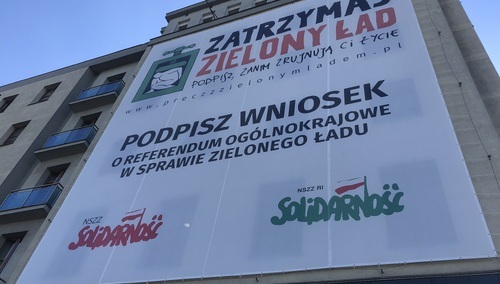 ZATRZYMAJ
ZIELONY ŁAD
PODPISZ, ZANIM ZRUJNUJĄ CI ŻYCIE
www.preczzzielonymladem.pl
PODPISZ WNIOSEK
O REFERENDUM OGÓLNOKRAJOWE
W SPRAWIE ZIELONEGO ŁADU
NSZZ
SOLIDARNOŚĆ
NSZZ RI
SOLIDARNOŚĆ